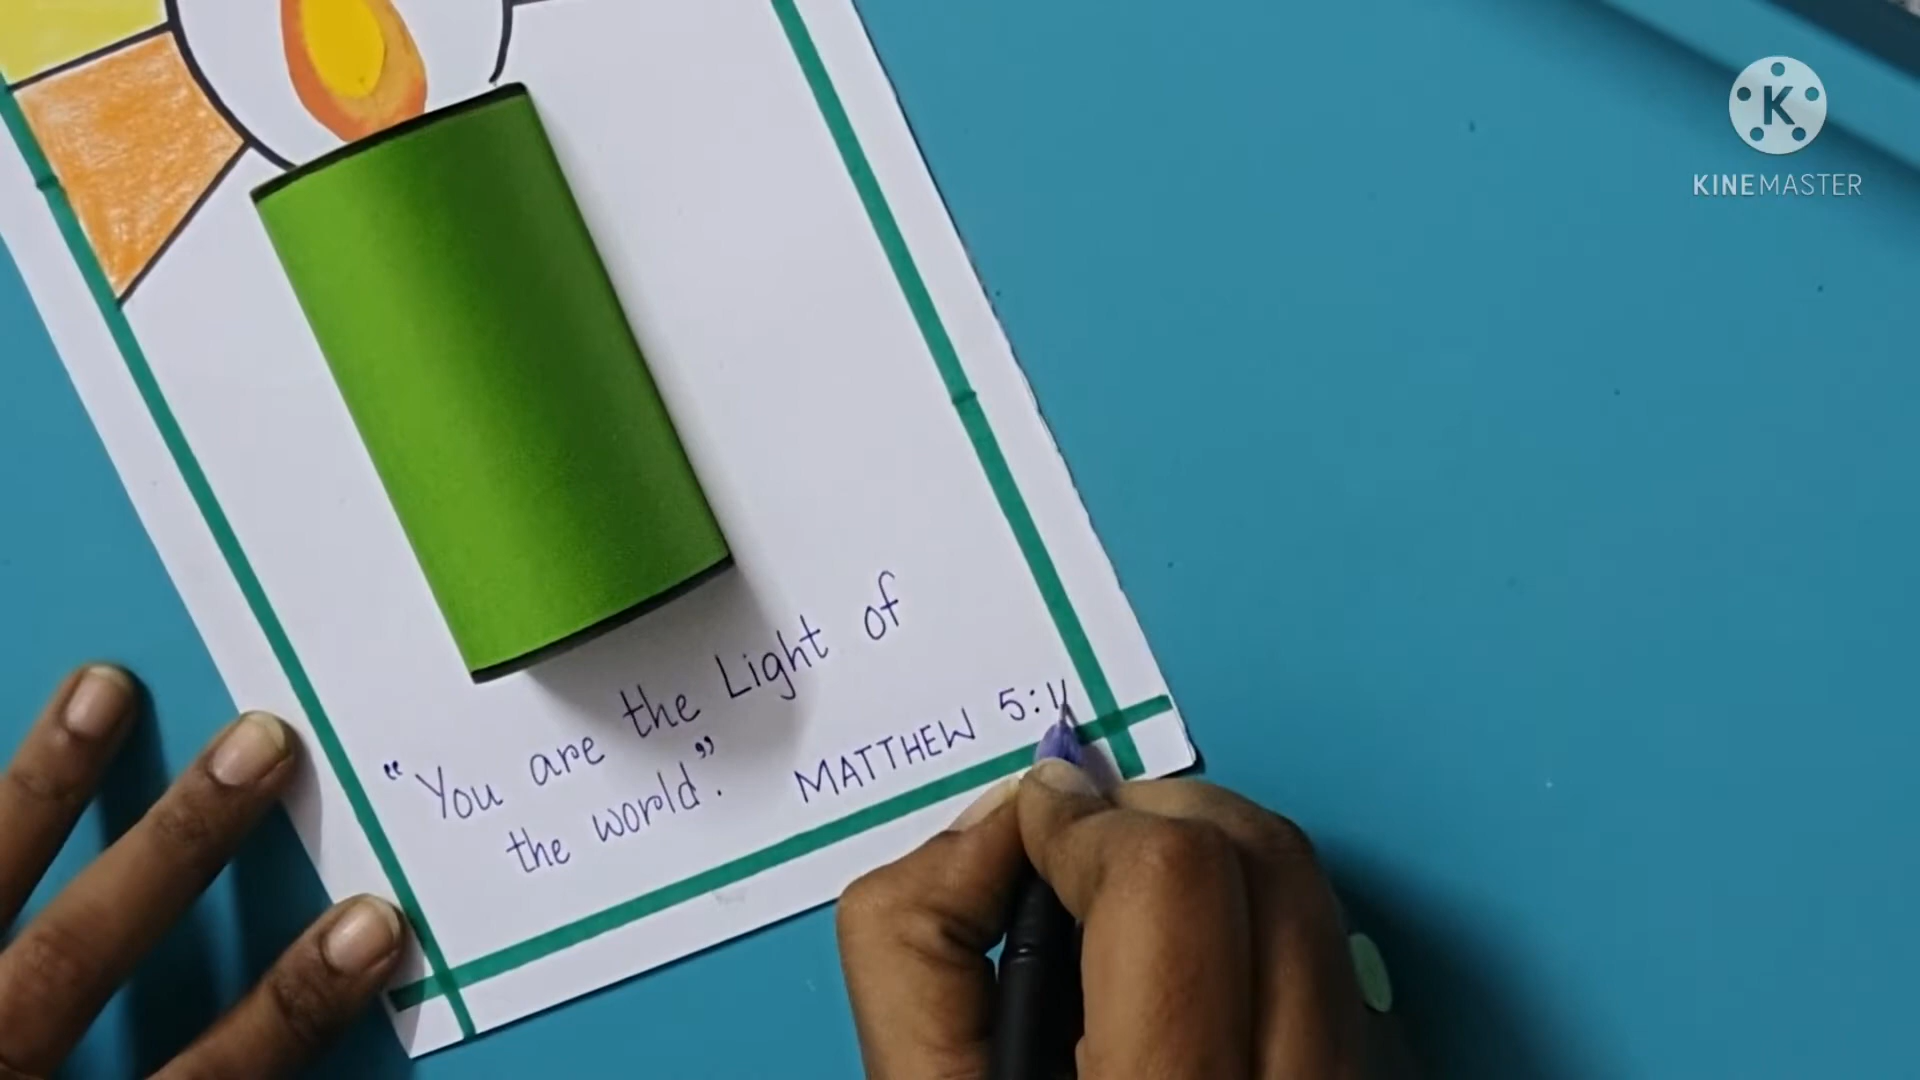 "You are the Light of
the world".
MATTHEW 5:1
KINEMASTER